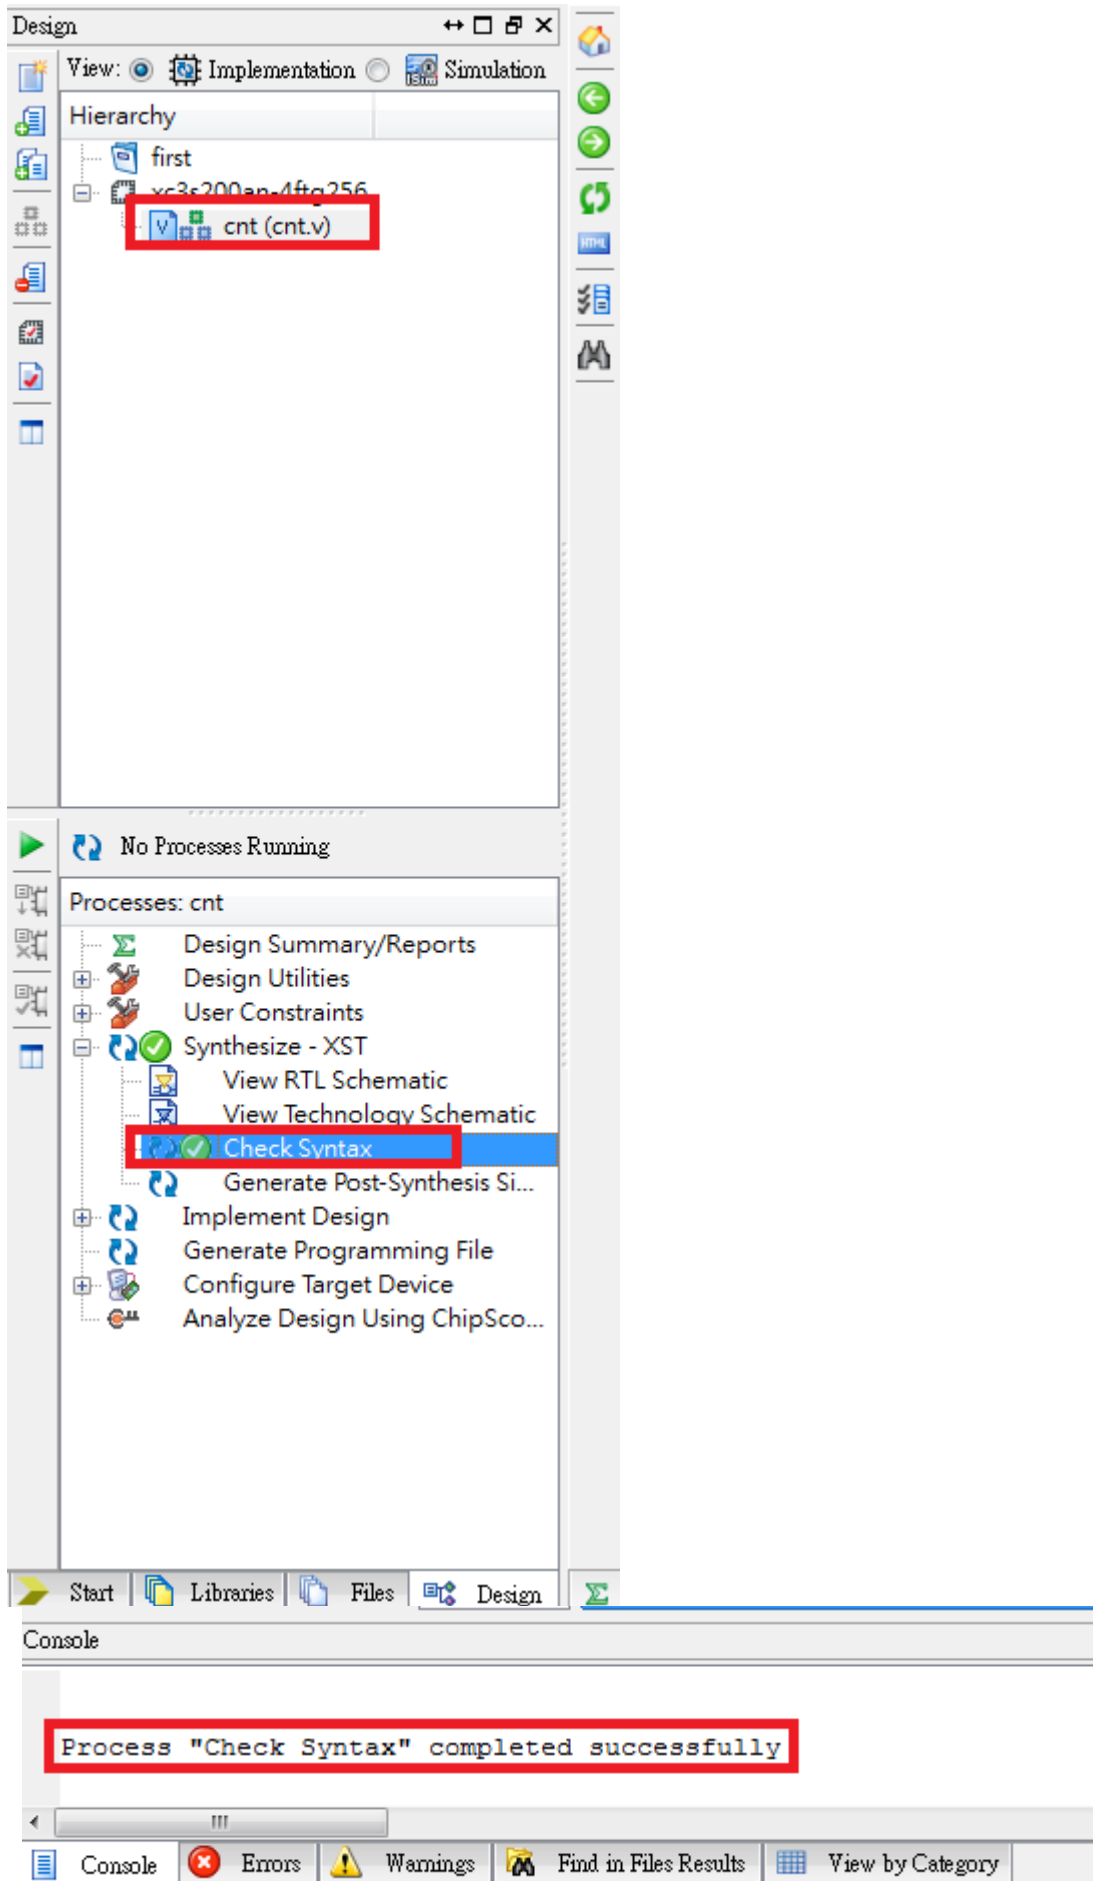 Design
View: Implementation Simulation
Hierarchy
first
xc3s200an-4ftg256
cnt (cnt.v)
HTML
No Processes Running
Processes: cnt
Design Summary/Reports
Design Utilities
User Constraints
Synthesize - XST
View RTL Schematic
View Technology Schematic
Check Syntax
Generate Post-Synthesis Si...
Implement Design
Generate Programming File
Configure Target Device
Analyze Design Using ChipSco...
Start Libraries Files Design
Console
Process "Check Syntax" completed successfully
Console Errors Warnings Find in Files Results View by Category